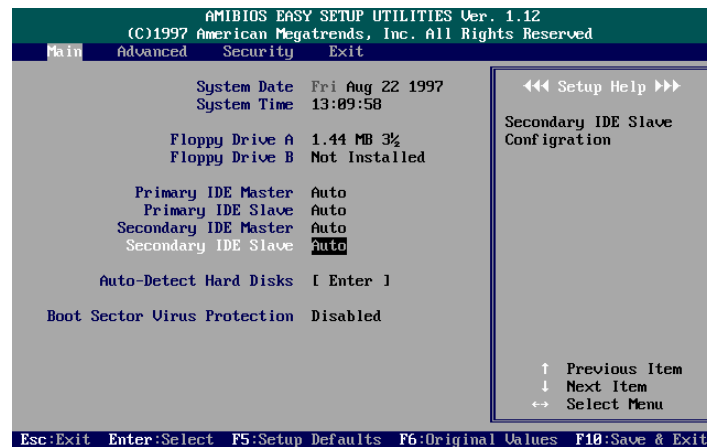 AMIBIOS EASY SETUP UTILITIES Ver. 1.12
(C)1997 American Megatrends, Inc. All Rights Reserved
Main Advanced Security Exit
System Date Fri Aug 22 1997
System Time 13:09:58
Floppy Drive A 1.44 MB 3½
Floppy Drive B Not Installed
Primary IDE Master Auto
Primary IDE Slave Auto
Secondary IDE Master Auto
Secondary IDE Slave Auto
Auto-Detect Hard Disks [ Enter ]
Boot Sector Virus Protection Disabled
Setup Help
Secondary IDE Slave
Configration
↑ Previous Item
↓ Next Item
↔ Select Menu
Esc:Exit Enter:Select F5:Setup Defaults F6:Original Values F10:Save & Exit